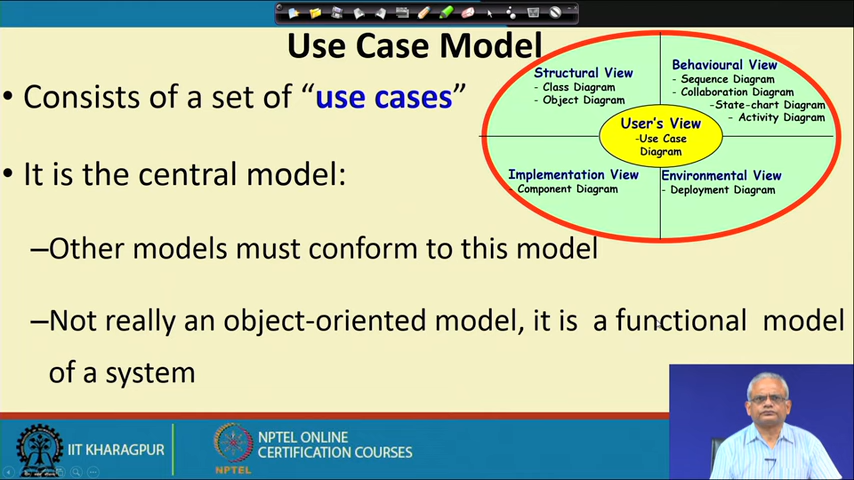 Use Case Model
• Consists of a set of “use cases”
• It is the central model:
–Other models must conform to this model
–Not really an object-oriented model, it is a functional model
of a system
Structural View
- Class Diagram
- Object Diagram
Behavioural View
- Sequence Diagram
- Collaboration Diagram
-State-chart Diagram
- Activity Diagram
User's View
-Use Case
Diagram
Implementation View
- Component Diagram
Environmental View
- Deployment Diagram
IIT KHARAGPUR
NPTEL
NPTEL ONLINE
CERTIFICATION COURSES